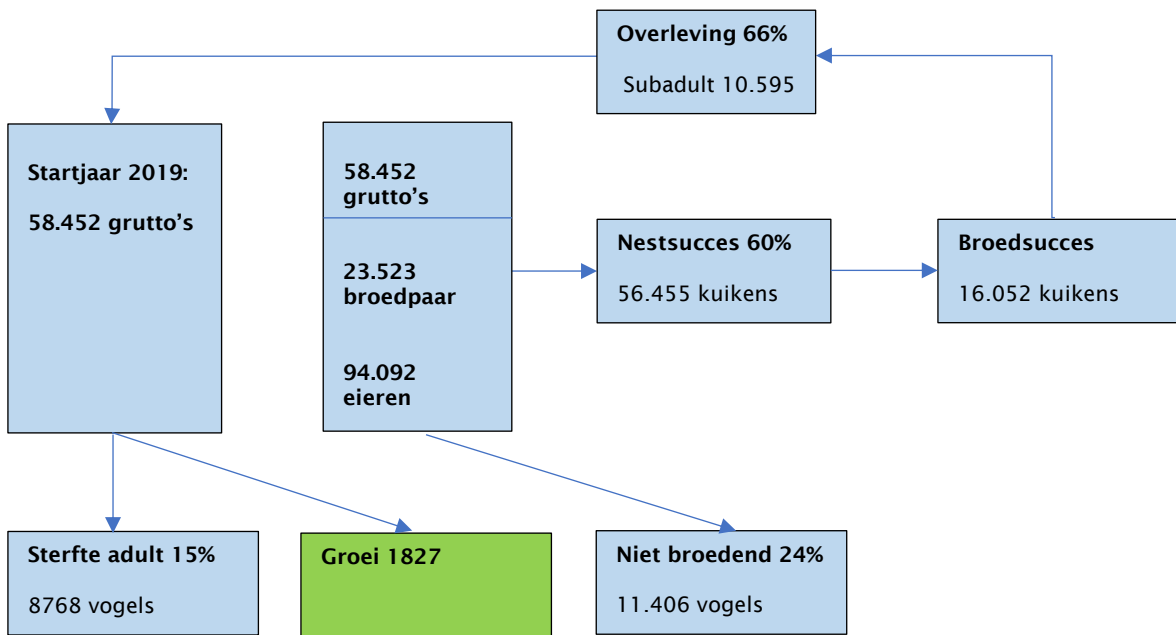 Overleving 66%
Subadult 10.595
Startjaar 2019:
58.452 grutto’s
58.452
grutto’s
23.523
broedpaar
94.092
eieren
Nestsucces 60%
56.455 kuikens
Broedsucces
16.052 kuikens
Sterfte adult 15%
8768 vogels
Groei 1827
Niet broedend 24%
11.406 vogels